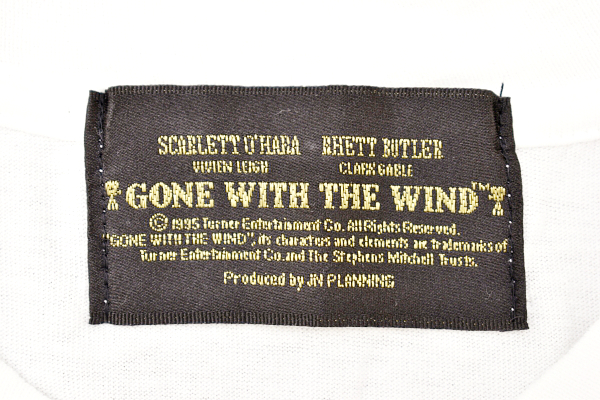 SCARLETT O'HARA RHETT BUTLER
VIVIEN LEIGH CLARK GABLE
GONE WITH THE WIND™
© 1995 Turner Entertainment Co. All Rights Reserved.
"GONE WITH THE WIND", its characters and elements are trademarks of
Turner Entertainment Co. and The Stephens Mitchell Trusts.
Produced by JN PLANNING